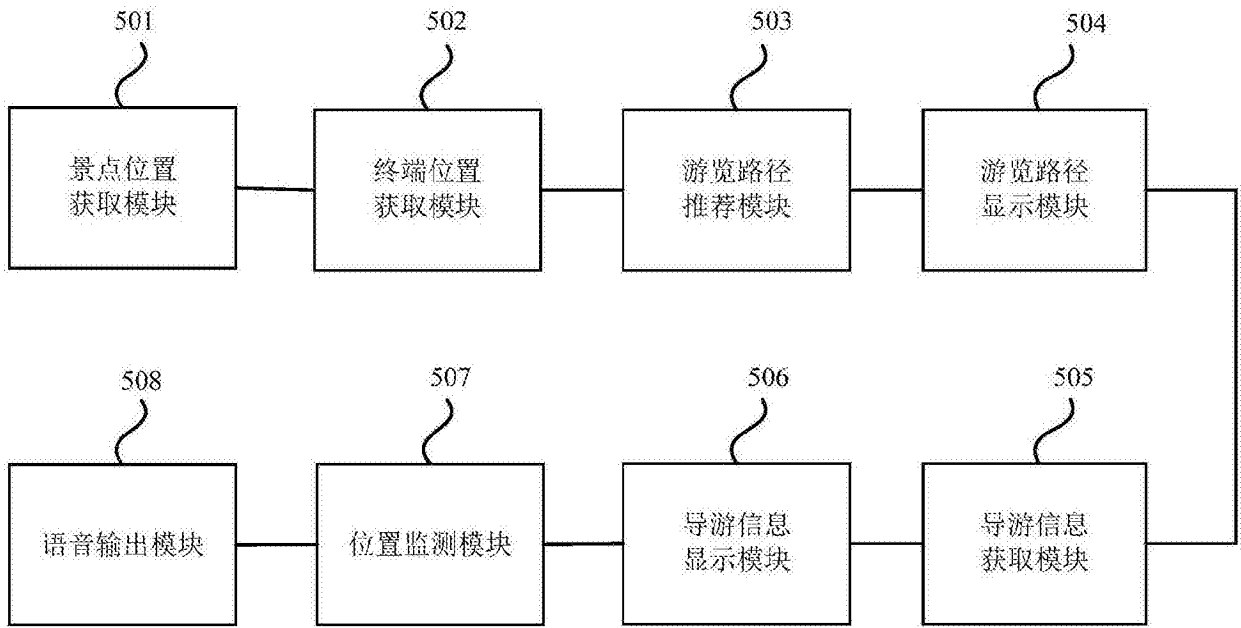 501
502
503
504
景点位置
获取模块
终端位置
获取模块
游览路径
推荐模块
游览路径
显示模块
508
507
506
505
语音输出模块
位置监测模块
导游信息
显示模块
导游信息
获取模块